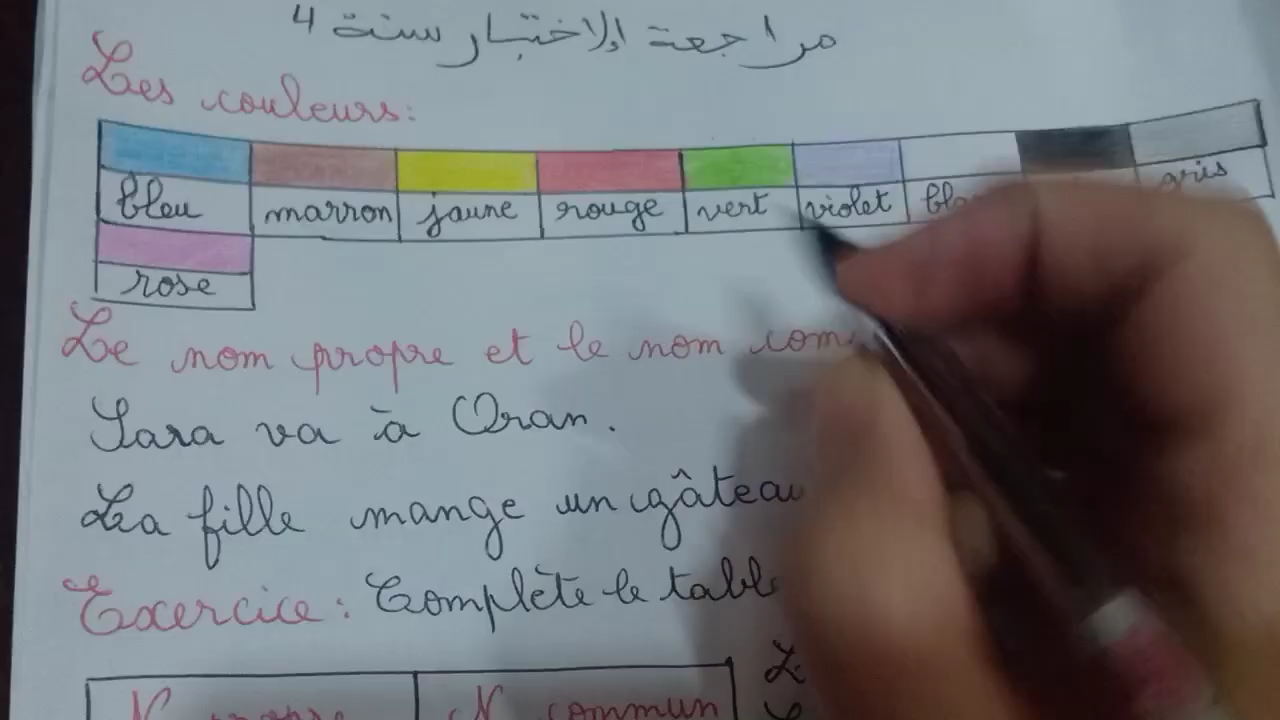 مراجعة الاختبار سنة 4
Les couleurs:
bleu marron jaune rouge vert violet gris
rose
Le nom propre et le nom
Sara va à Oran.
La fille mange un gâteau
Exercice: Complète le
N. propre N. commun